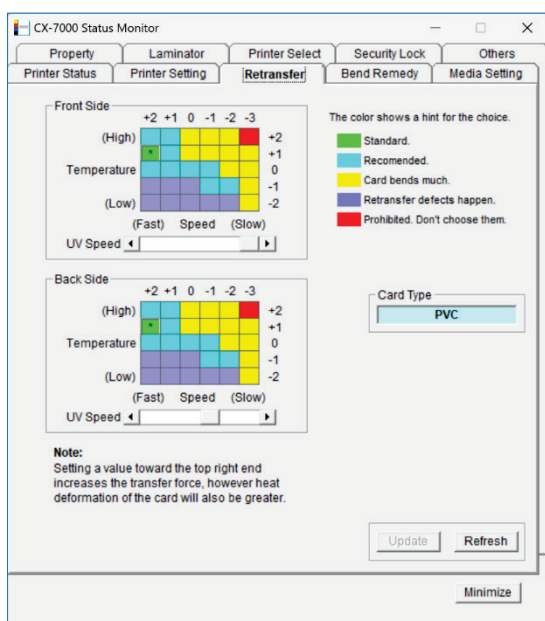 CX-7000 Status Monitor
Property Laminator Printer Select Security Lock Others
Printer Status Printer Setting Retransfer Bend Remedy Media Setting
Front Side
+2 +1 0 -1 -2 -3
(High) +2
+1
Temperature 0
-1
(Low) -2
(Fast) Speed (Slow)
UV Speed
The color shows a hint for the choice.
Standard.
Recomended.
Card bends much.
Retransfer defects happen.
Prohibited. Don't choose them.
Back Side
+2 +1 0 -1 -2 -3
(High) +2
+1
Temperature 0
-1
(Low) -2
(Fast) Speed (Slow)
UV Speed
Card Type
PVC
Note:
Setting a value toward the top right end
increases the transfer force, however heat
deformation of the card will also be greater.
Update Refresh
Minimize